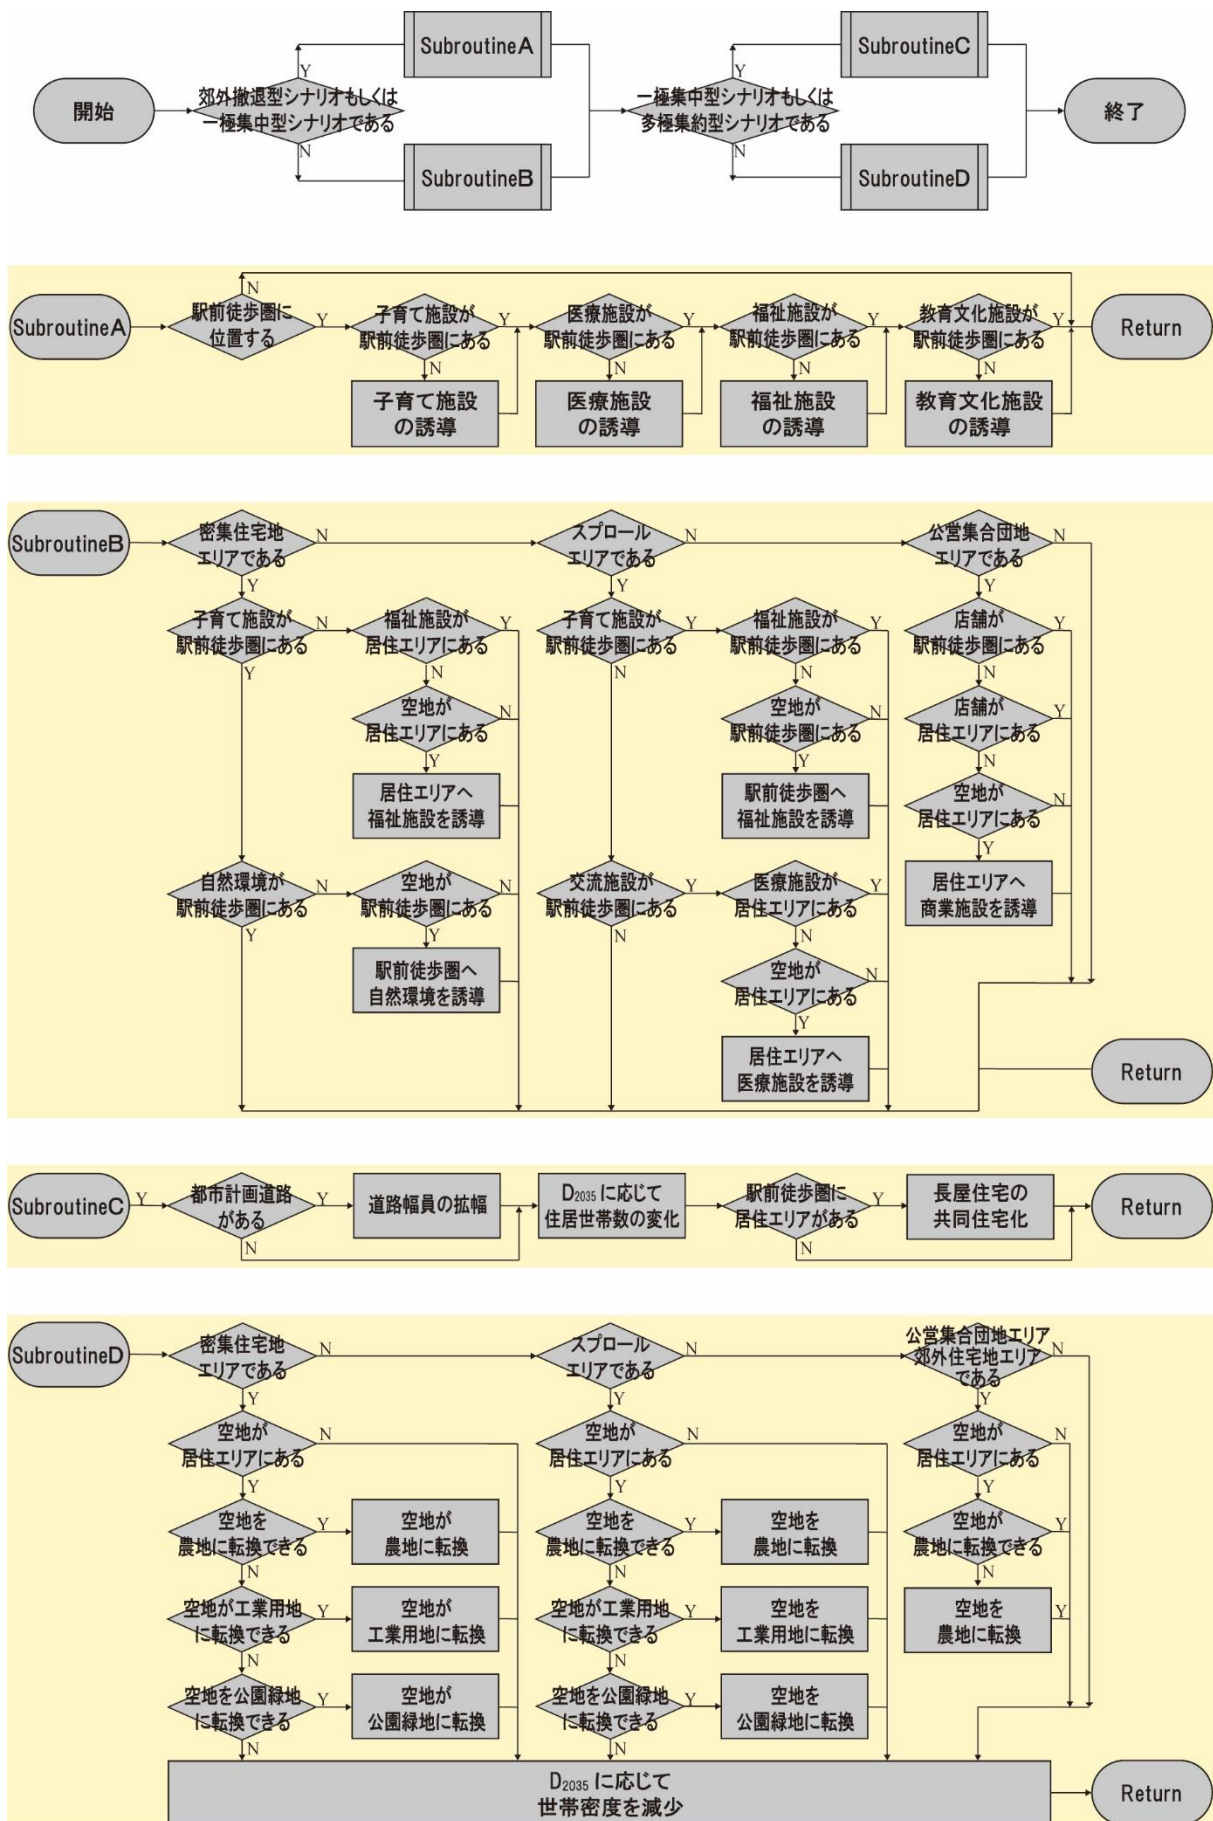 SubroutineA
SubroutineC
Y
Y
開始
郊外撤退型シナリオもしくは
一極集中型シナリオである
一極集中型シナリオもしくは
多極集約型シナリオである
終了
N
N
SubroutineB
SubroutineD
SubroutineA
N
駅前徒歩圏に
位置する
Y
子育て施設が
駅前徒歩圏にある
Y
医療施設が
駅前徒歩圏にある
Y
福祉施設が
駅前徒歩圏にある
Y
教育文化施設が
駅前徒歩圏にある
Y
Return
N
N
N
N
子育て施設
の誘導
医療施設
の誘導
福祉施設
の誘導
教育文化施設
の誘導
SubroutineB
密集住宅地
エリアである
N
スプロール
エリアである
N
公営集合団地
エリアである
N
Y
Y
Y
子育て施設が
駅前徒歩圏にある
N
福祉施設が
居住エリアにある
Y
子育て施設が
駅前徒歩圏にある
Y
福祉施設が
駅前徒歩圏にある
Y
店舗が
駅前徒歩圏にある
Y
Y
N
N
N
N
空地が
居住エリアにある
N
空地が
駅前徒歩圏にある
N
店舗が
居住エリアにある
Y
Y
Y
N
居住エリアへ
福祉施設を誘導
駅前徒歩圏へ
福祉施設を誘導
空地が
居住エリアにある
N
Y
自然環境が
駅前徒歩圏にある
N
空地が
駅前徒歩圏にある
N
交流施設が
駅前徒歩圏にある
Y
医療施設が
居住エリアにある
Y
居住エリアへ
商業施設を誘導
Y
Y
N
N
駅前徒歩圏へ
自然環境を誘導
空地が
居住エリアにある
N
Y
居住エリアへ
医療施設を誘導
Return
SubroutineC
Y
都市計画道路
がある
Y
道路幅員の拡幅
D2035 に応じて
住居世帯数の変化
駅前徒歩圏に
居住エリアがある
Y
長屋住宅の
共同住宅化
Return
N
N
SubroutineD
密集住宅地
エリアである
N
スプロール
エリアである
N
公営集合団地エリア
郊外住宅地エリア
である
N
Y
Y
Y
空地が
居住エリアにある
N
空地が
居住エリアにある
N
空地が
居住エリアにある
N
Y
Y
Y
空地を
農地に転換できる
Y
空地が
農地に転換
空地を
農地に転換できる
Y
空地を
農地に転換
空地が
農地に転換できる
Y
N
N
N
空地が工業用地
に転換できる
Y
空地が
工業用地に転換
空地が工業用地
に転換できる
Y
空地を
工業用地に転換
空地を
農地に転換
Y
N
N
空地を公園緑地
に転換できる
Y
空地が
公園緑地に転換
空地を公園緑地
に転換できる
Y
空地を
公園緑地に転換
N
N
D2035 に応じて
世帯密度を減少
Return